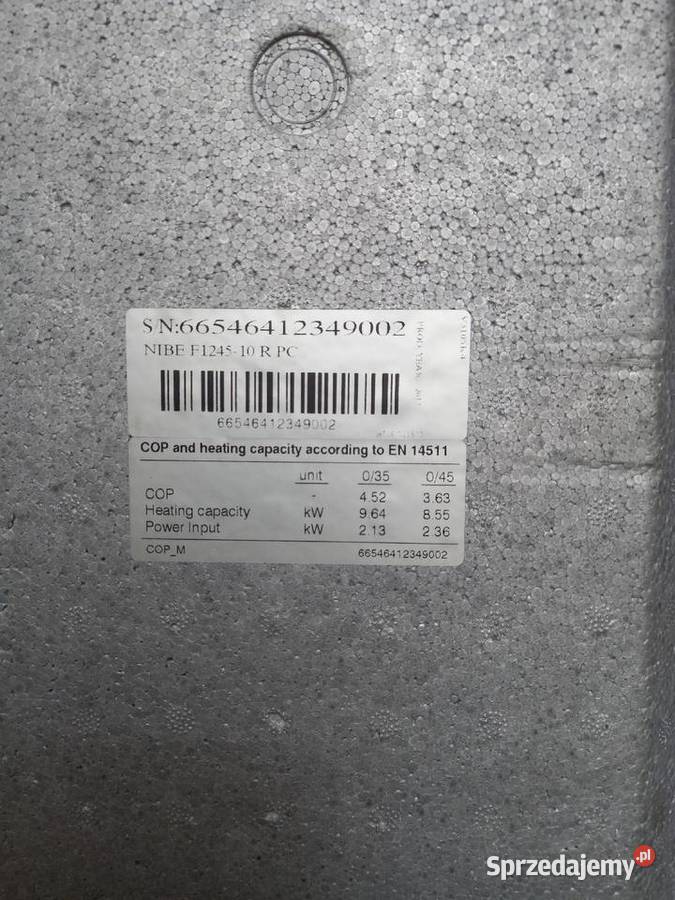 S/N:66546412349002
NIBE F1245-10 R PC
66546412349002
COP and heating capacity according to EN 14511
unit 0/35 0/45
COP - 4.52 3.63
Heating capacity kW 9.64 8.55
Power Input kW 2.13 2.36
COP_M 66546412349002
Sprzedajemy.pl